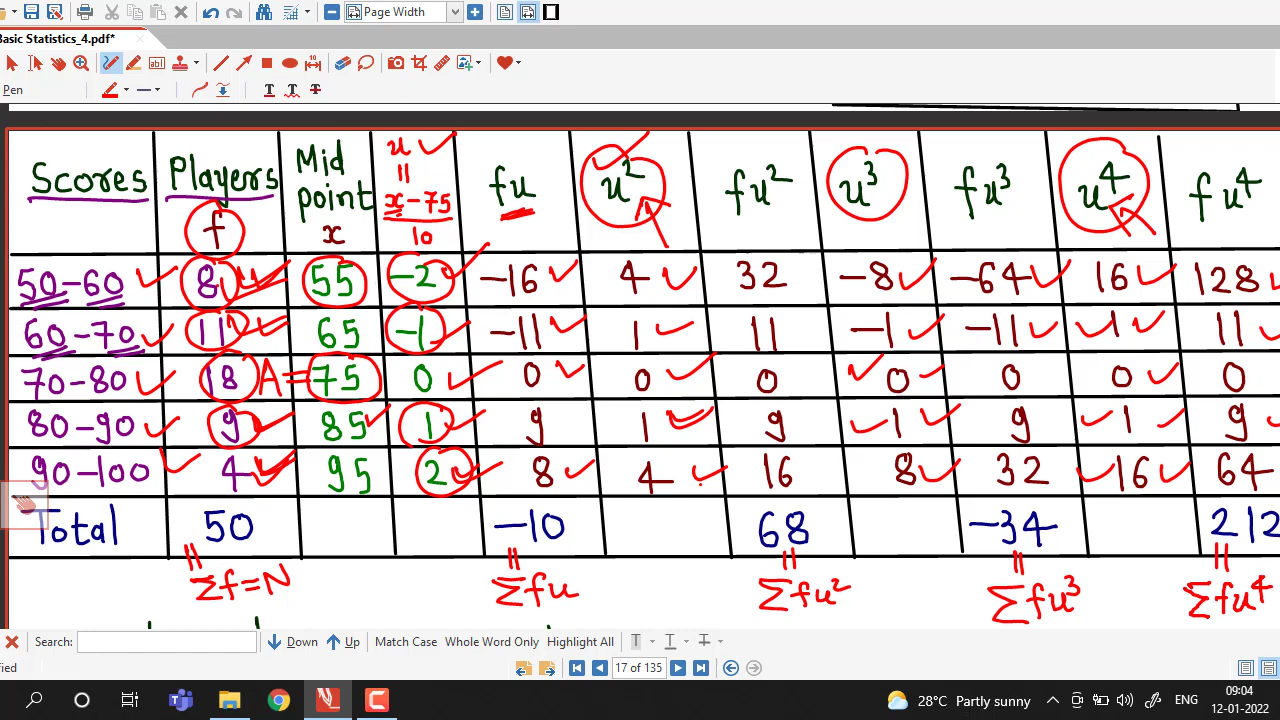 Page Width
Basic Statistics_4.pdf*
Pen
Scores Players f Mid point x u = x-75/10 fu u² fu² u³ fu³ u⁴ fu⁴
50-60 8 55 -2 -16 4 32 -8 -64 16 128
60-70 11 65 -1 -11 1 11 -1 -11 1 11
70-80 18 A=75 0 0 0 0 0 0 0 0
80-90 9 85 1 9 1 9 1 9 1 9
90-100 4 95 2 8 4 16 8 32 16 64
Total 50 -10 68 -34 212
= Σf=N = Σfu = Σfu² = Σfu³ = Σfu⁴
Search: Down Up Match Case Whole Word Only Highlight All T T T
fied 17 of 135
28°C Partly sunny ENG 09:04
12-01-2022